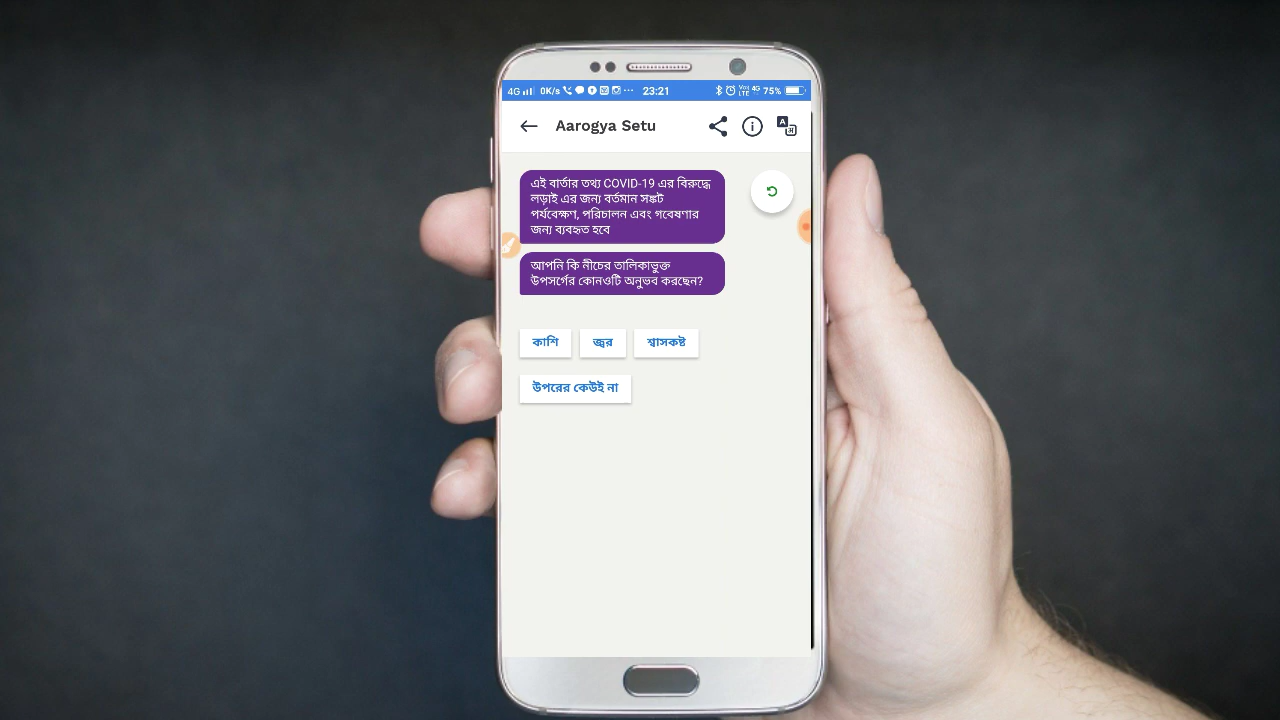 4G 0K/s 23:21 4G 75%
Aarogya Setu
এই বার্তার তথ্য COVID-19 এর বিরুদ্ধে
লড়াই এর জন্য বর্তমান সঙ্কট
পর্যবেক্ষণ, পরিচালন এবং গবেষণার
জন্য ব্যবহৃত হবে
আপনি কি নীচের তালিকাভুক্ত
উপসর্গের কোনওটি অনুভব করছেন?
কাশি জ্বর শ্বাসকষ্ট
উপরের কেউই না